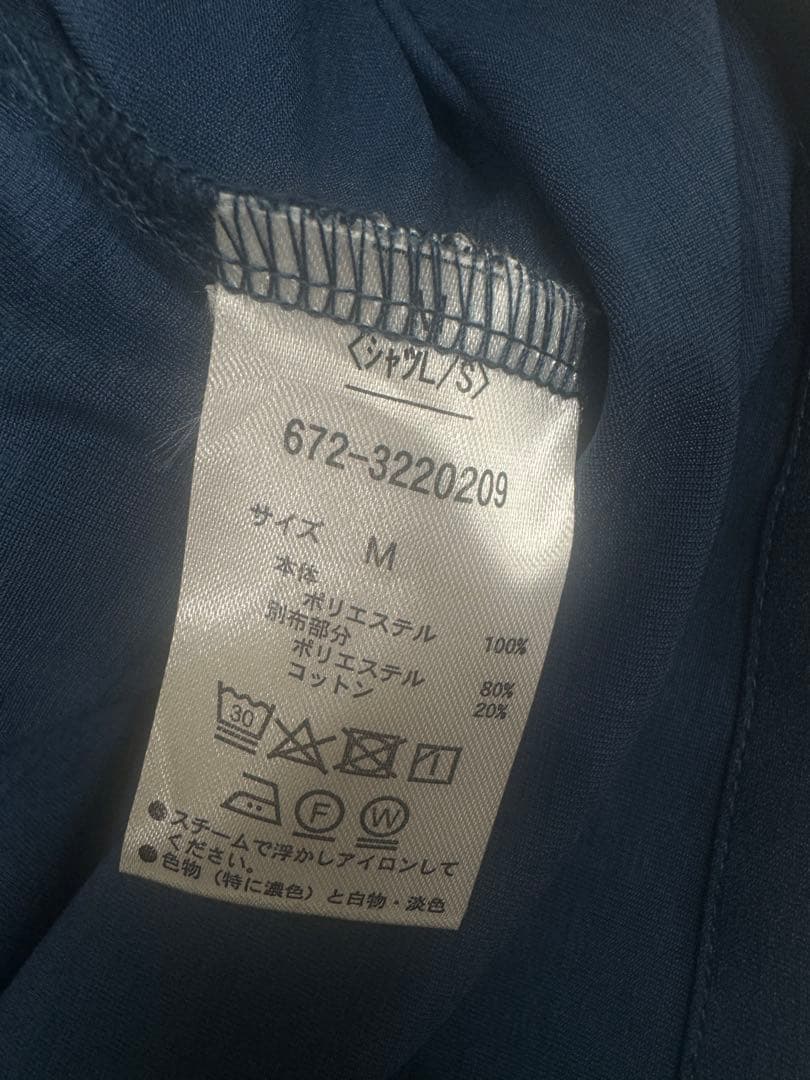 〈シャツL/S〉
672-3220209
サイズ M
本体
ポリエステル 100%
別布部分
ポリエステル 80%
コットン 20%
30
F W
●スチームで浮かしアイロンして
ください。
●色物（特に濃色）と白物・淡色